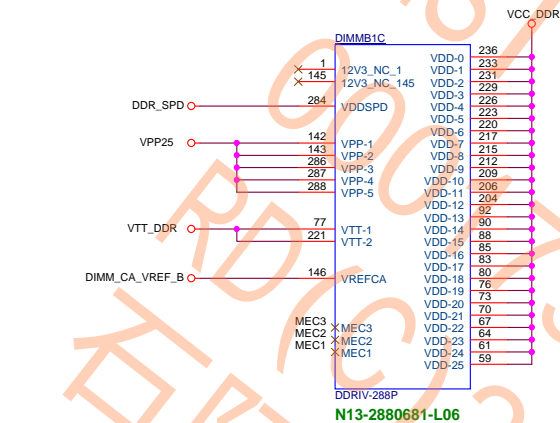 VCC_DDR
DIMMB1C
1 12V3_NC_1
145 12V3_NC_145
DDR_SPD 284 VDDSPD
VPP25 142 VPP-1
143 VPP-2
286 VPP-3
287 VPP-4
288 VPP-5
VTT_DDR 77 VTT-1
221 VTT-2
DIMM_CA_VREF_B 146 VREFCA
MEC3 MEC3
MEC2 MEC2
MEC1 MEC1
VDD-0 236
VDD-1 233
VDD-2 231
VDD-3 229
VDD-4 226
VDD-5 223
VDD-6 220
VDD-7 217
VDD-8 215
VDD-9 212
VDD-10 209
VDD-11 206
VDD-12 204
VDD-13 92
VDD-14 90
VDD-15 88
VDD-16 85
VDD-17 83
VDD-18 80
VDD-19 76
VDD-20 73
VDD-21 70
VDD-22 67
VDD-23 64
VDD-24 61
VDD-25 59
DDRIV-288P
N13-2880681-L06